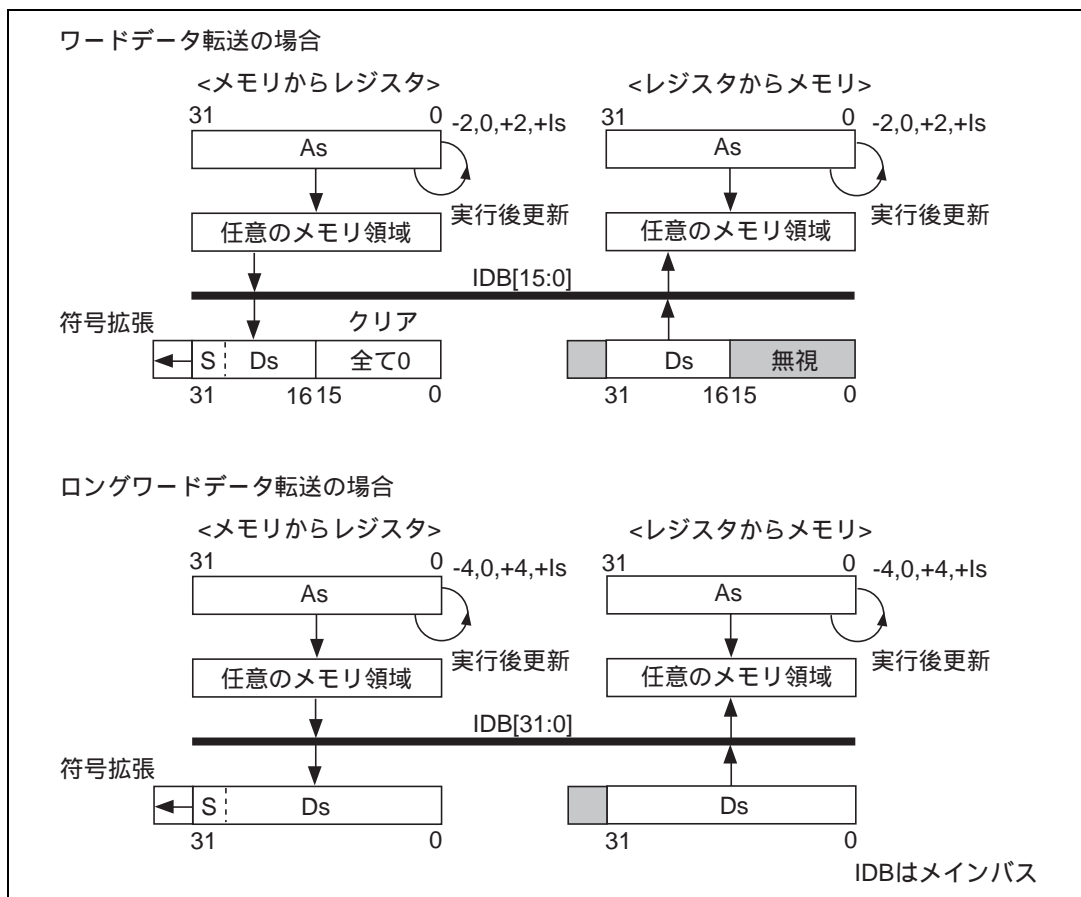 ワードデータ転送の場合
<メモリからレジスタ> <レジスタからメモリ>
31 0 -2,0,+2,+Is 31 0 -2,0,+2,+Is
As As
実行後更新 実行後更新
任意のメモリ領域 任意のメモリ領域
IDB[15:0]
符号拡張 クリア
S Ds 全て0 Ds 無視
31 16 15 0 31 16 15 0
ロングワードデータ転送の場合
<メモリからレジスタ> <レジスタからメモリ>
31 0 -4,0,+4,+Is 31 0 -4,0,+4,+Is
As As
実行後更新 実行後更新
任意のメモリ領域 任意のメモリ領域
IDB[31:0]
符号拡張
S Ds Ds
31 0 31 0
IDBはメインバス